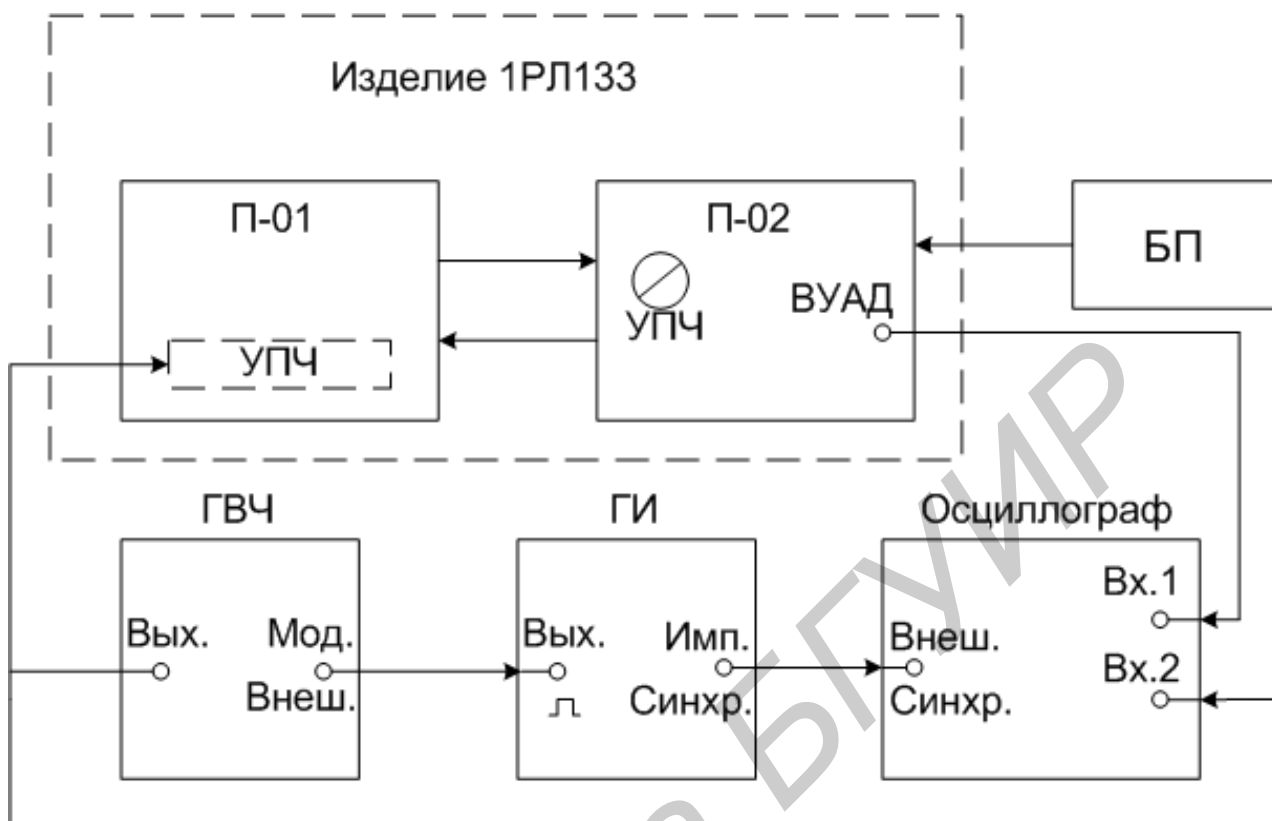 Изделие 1РЛ133
П-01
П-02
БП
УПЧ
ВУАД
УПЧ
ГВЧ
ГИ
Осциллограф
Вых.
Мод.
Внеш.
Вых.
Имп.
Синхр.
Внеш.
Синхр.
Вх.1
Вх.2
БГУИР